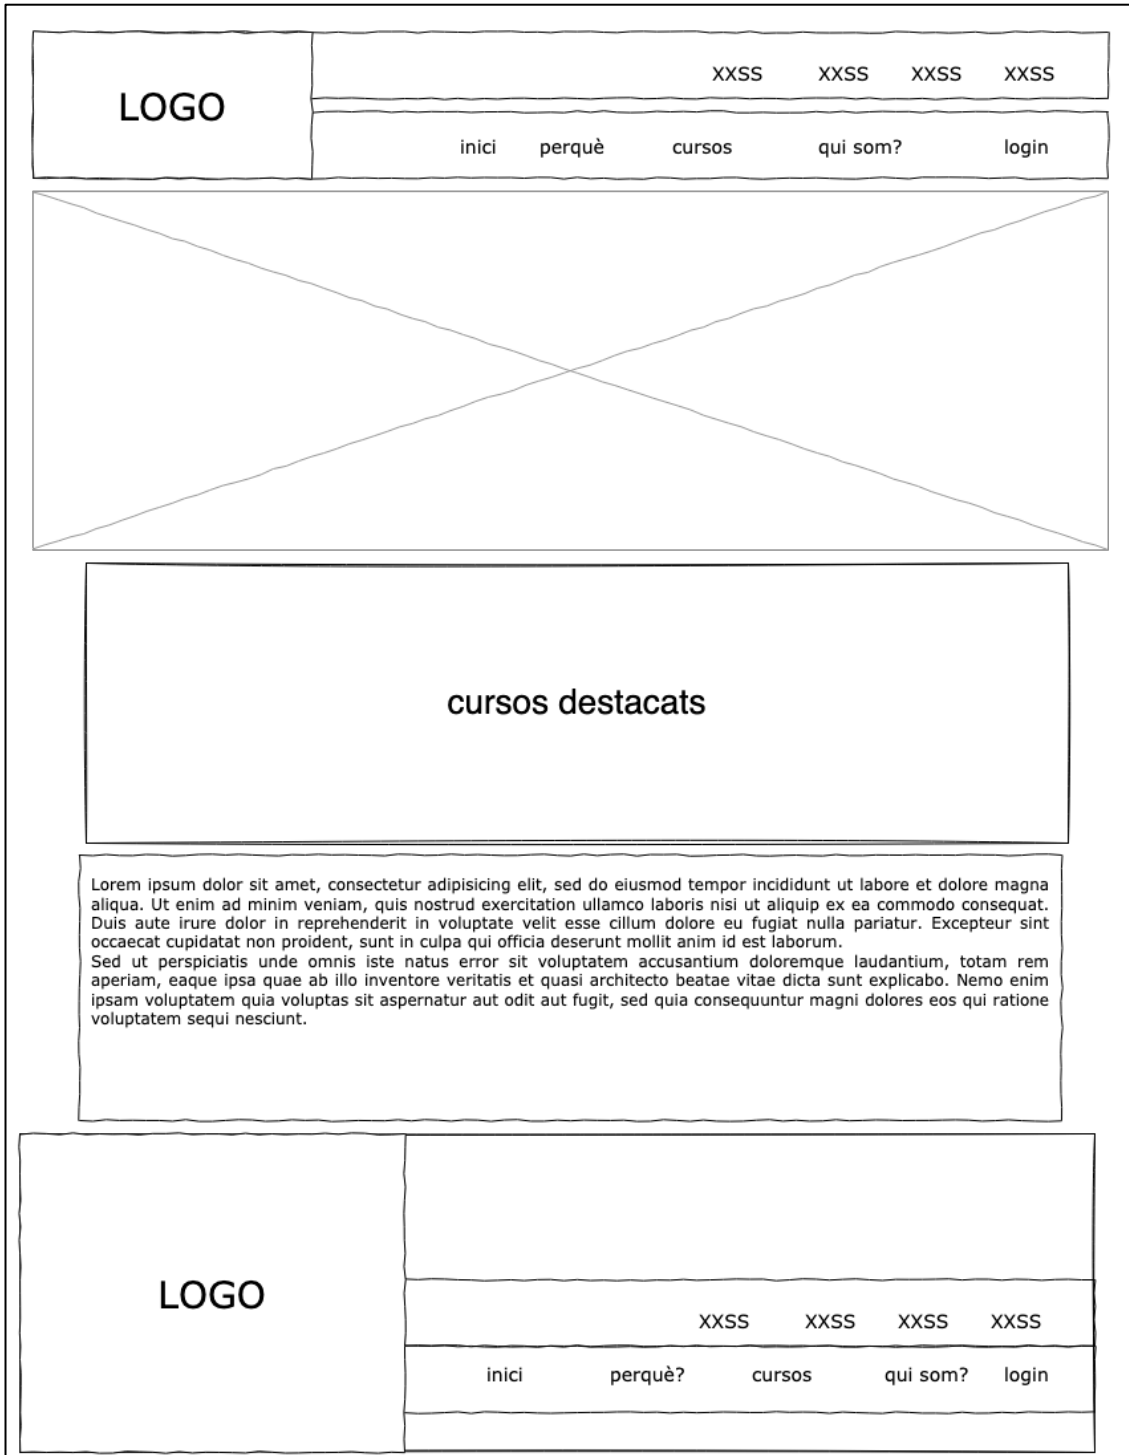 LOGO
XXSS XXSS XXSS XXSS
inici perquè cursos qui som? login
cursos destacats
Lorem ipsum dolor sit amet, consectetur adipisicing elit, sed do eiusmod tempor incididunt ut labore et dolore magna
aliqua. Ut enim ad minim veniam, quis nostrud exercitation ullamco laboris nisi ut aliquip ex ea commodo consequat.
Duis aute irure dolor in reprehenderit in voluptate velit esse cillum dolore eu fugiat nulla pariatur. Excepteur sint
occaecat cupidatat non proident, sunt in culpa qui officia deserunt mollit anim id est laborum.
Sed ut perspiciatis unde omnis iste natus error sit voluptatem accusantium doloremque laudantium, totam rem
aperiam, eaque ipsa quae ab illo inventore veritatis et quasi architecto beatae vitae dicta sunt explicabo. Nemo enim
ipsam voluptatem quia voluptas sit aspernatur aut odit aut fugit, sed quia consequuntur magni dolores eos qui ratione
voluptatem sequi nesciunt.
LOGO
XXSS XXSS XXSS XXSS
inici perquè? cursos qui som? login